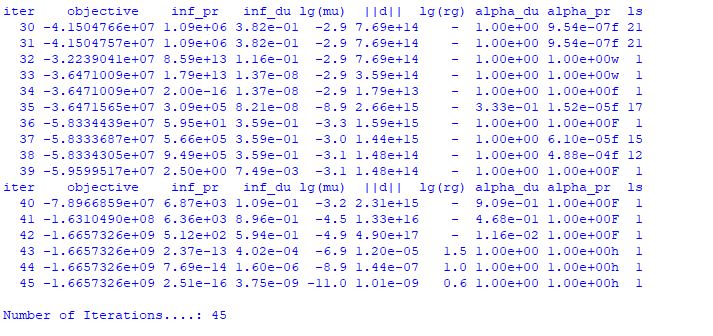 iter objective inf_pr inf_du lg(mu) ||d|| lg(rg) alpha_du alpha_pr ls
30 -4.1504766e+07 1.09e+06 3.82e-01 -2.9 7.69e+14 - 1.00e+00 9.54e-07f 21
31 -4.1504757e+07 1.09e+06 3.82e-01 -2.9 7.69e+14 - 1.00e+00 9.54e-07f 21
32 -3.2239041e+07 8.59e+13 1.16e-01 -2.9 7.69e+14 - 1.00e+00 1.00e+00w 1
33 -3.6471009e+07 1.79e+13 1.37e-08 -2.9 3.59e+14 - 1.00e+00 1.00e+00w 1
34 -3.6471009e+07 2.00e-16 1.37e-08 -2.9 1.79e+13 - 1.00e+00 1.00e+00f 1
35 -3.6471565e+07 3.09e+05 8.21e-08 -8.9 2.66e+15 - 3.33e-01 1.52e-05f 17
36 -5.8334439e+07 5.95e+01 3.59e-01 -3.3 1.59e+15 - 1.00e+00 1.00e+00F 1
37 -5.8333687e+07 5.66e+05 3.59e-01 -3.0 1.44e+15 - 1.00e+00 6.10e-05f 15
38 -5.8334305e+07 9.49e+05 3.59e-01 -3.1 1.48e+14 - 1.00e+00 4.88e-04f 12
39 -5.9599517e+07 2.50e+00 7.49e-03 -3.1 1.48e+14 - 1.00e+00 1.00e+00F 1
iter objective inf_pr inf_du lg(mu) ||d|| lg(rg) alpha_du alpha_pr ls
40 -7.8966859e+07 6.87e+03 1.09e-01 -3.2 2.31e+15 - 9.09e-01 1.00e+00F 1
41 -1.6310490e+08 6.36e+03 8.96e-01 -4.5 1.33e+16 - 4.68e-01 1.00e+00F 1
42 -1.6657326e+09 5.12e+02 5.94e-01 -4.9 4.90e+17 - 1.16e-02 1.00e+00F 1
43 -1.6657326e+09 2.37e-13 4.02e-04 -6.9 1.20e-05 1.5 1.00e+00 1.00e+00h 1
44 -1.6657326e+09 7.69e-14 1.60e-06 -8.9 1.44e-07 1.0 1.00e+00 1.00e+00h 1
45 -1.6657326e+09 2.51e-16 3.75e-09 -11.0 1.01e-09 0.6 1.00e+00 1.00e+00h 1
Number of Iterations....: 45